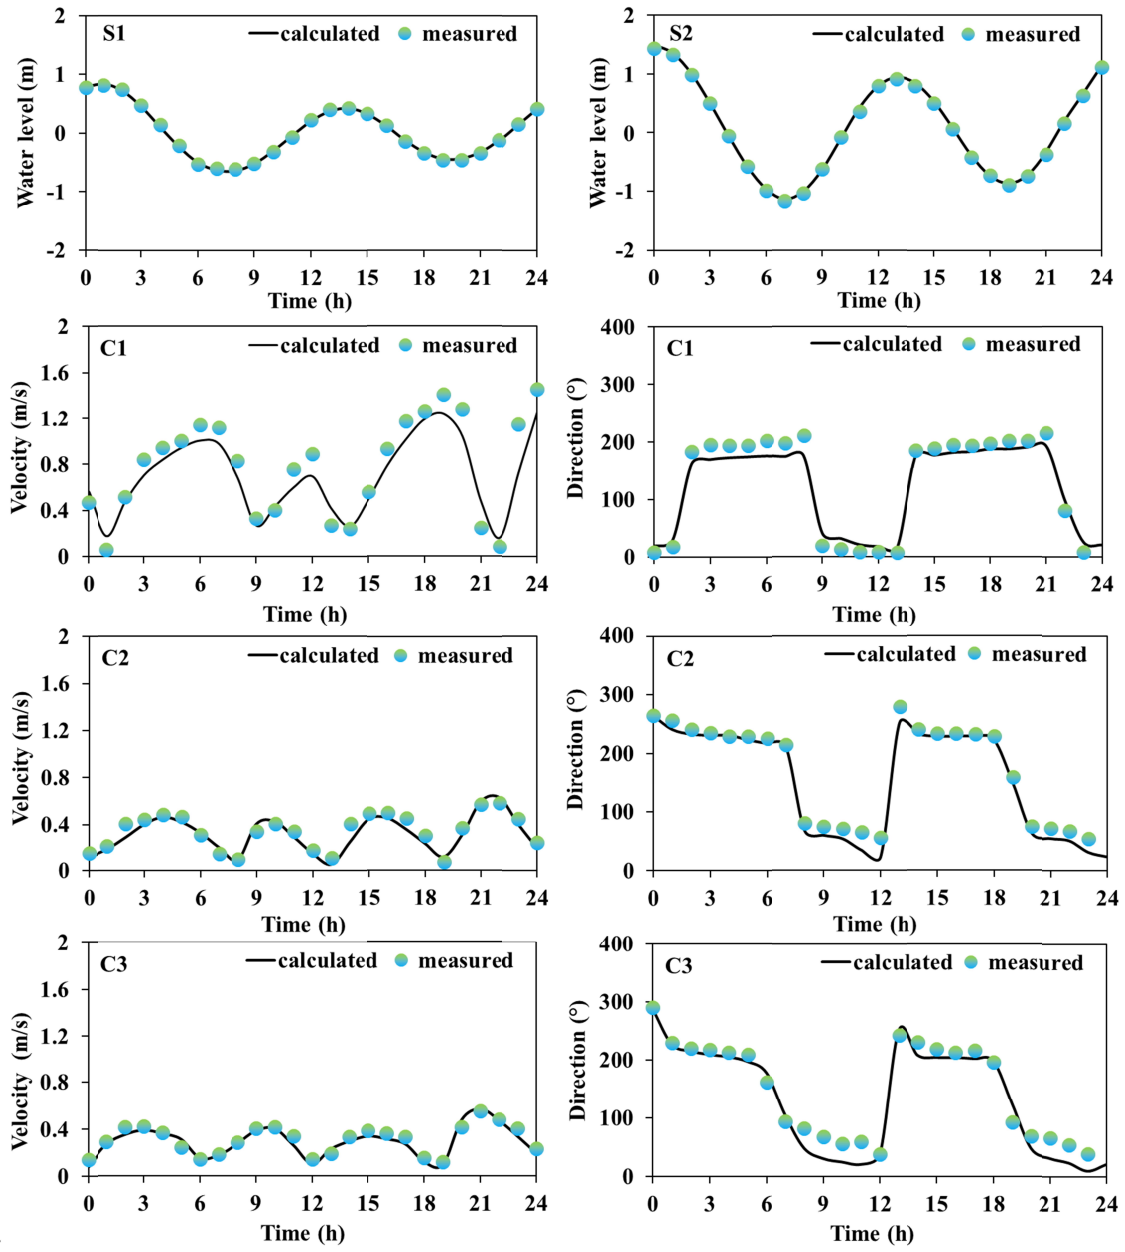 S1 calculated measured
2
1
0
-1
-2
Water level (m)
0 3 6 9 12 15 18 21 24
Time (h)
S2 calculated measured
2
1
0
-1
-2
Water level (m)
0 3 6 9 12 15 18 21 24
Time (h)
C1 calculated measured
2
1.6
1.2
0.8
0.4
0
Velocity (m/s)
0 3 6 9 12 15 18 21 24
Time (h)
C1 calculated measured
400
300
200
100
0
Direction (°)
0 3 6 9 12 15 18 21 24
Time (h)
C2 calculated measured
2
1.6
1.2
0.8
0.4
0
Velocity (m/s)
0 3 6 9 12 15 18 21 24
Time (h)
C2 calculated measured
400
300
200
100
0
Direction (°)
0 3 6 9 12 15 18 21 24
Time (h)
C3 calculated measured
2
1.6
1.2
0.8
0.4
0
Velocity (m/s)
0 3 6 9 12 15 18 21 24
Time (h)
C3 calculated measured
400
300
200
100
0
Direction (°)
0 3 6 9 12 15 18 21 24
Time (h)